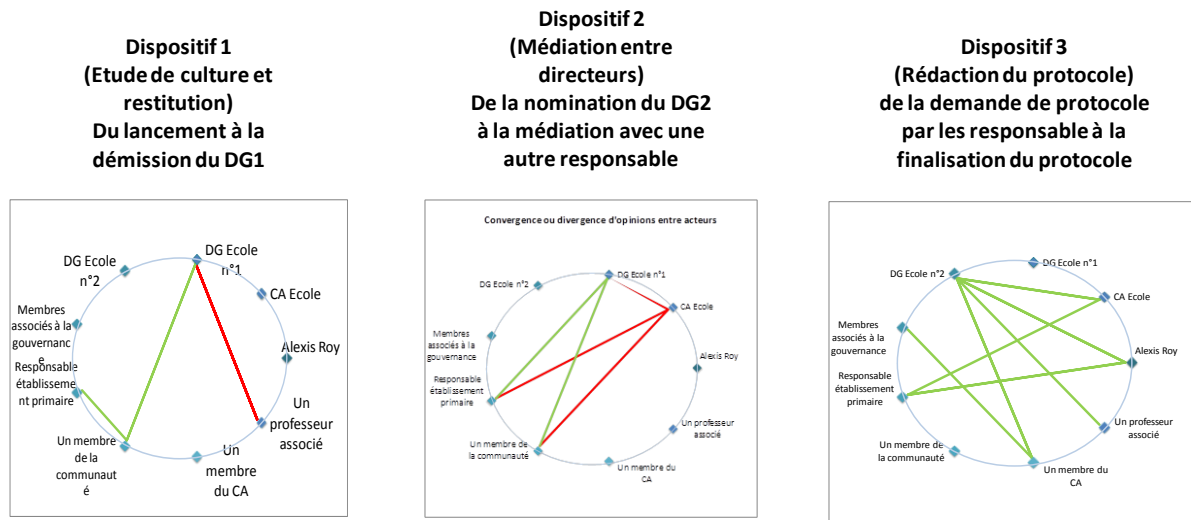 Dispositif 1
(Etude de culture et
restitution)
Du lancement à la
démission du DG1
Dispositif 2
(Médiation entre
directeurs)
De la nomination du DG2
à la médiation avec une
autre responsable
Dispositif 3
(Rédaction du protocole)
de la demande de protocole
par les responsable à la
finalisation du protocole
DG Ecole
n°1
DG Ecole
n°2
CA Ecole
Membres
associés à la
gouvernanc
e
Alexis Roy
Responsable
établisseme
nt primaire
Un
professeur
associé
Un membre
de la
communaut
é
Un
membre
du CA
Convergence ou divergence d'opinions entre acteurs
DG Ecole n°1
DG Ecole n°2
CA Ecole
Membres
associés à la
gouvernance
Alexis Roy
Responsable
établissement
primaire
Un professeur
associé
Un membre de
la communauté
Un membre du
CA
DG Ecole n°1
DG Ecole n°2
CA Ecole
Membres
associés à la
gouvernance
Alexis Roy
Responsable
établissement
primaire
Un professeur
associé
Un membre de
la communauté
Un membre du
CA